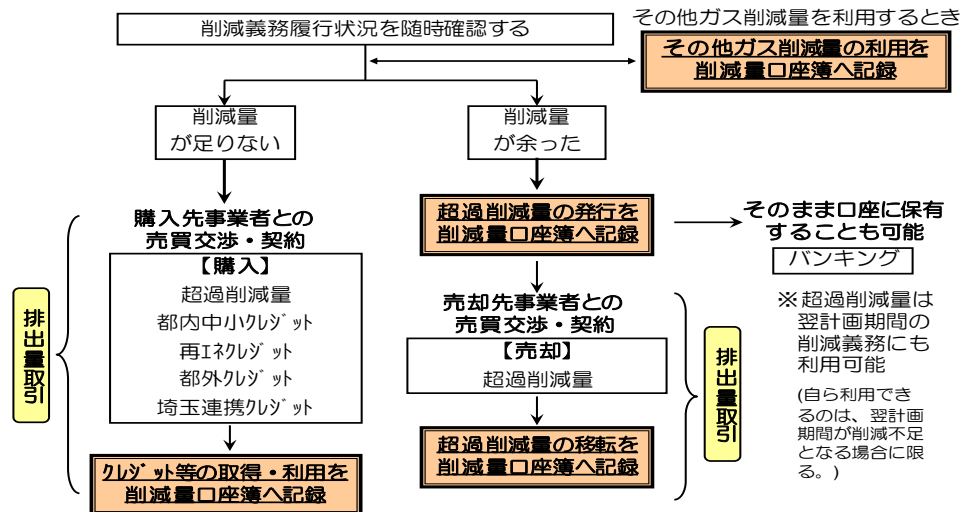 削減義務履行状況を随時確認する
その他ガス削減量を利用するとき
その他ガス削減量の利用を
削減量口座簿へ記録
削減量
が足りない
削減量
が余った
購入先事業者との
売買交渉・契約
【購入】
超過削減量
都内中小ｸﾚｼﾞｯﾄ
再ｴﾈｸﾚｼﾞｯﾄ
都外ｸﾚｼﾞｯﾄ
埼玉連携ｸﾚｼﾞｯﾄ
排出量取引
ｸﾚｼﾞｯﾄ等の取得・利用を
削減量口座簿へ記録
超過削減量の発行を
削減量口座簿へ記録
そのまま口座に保有
することも可能
バンキング
売却先事業者との
売買交渉・契約
【売却】
超過削減量
排出量取引
超過削減量の移転を
削減量口座簿へ記録
※超過削減量は
翌計画期間の
削減義務にも
利用可能
(自ら利用でき
るのは、翌計画
期間が削減不足
となる場合に限
る。)